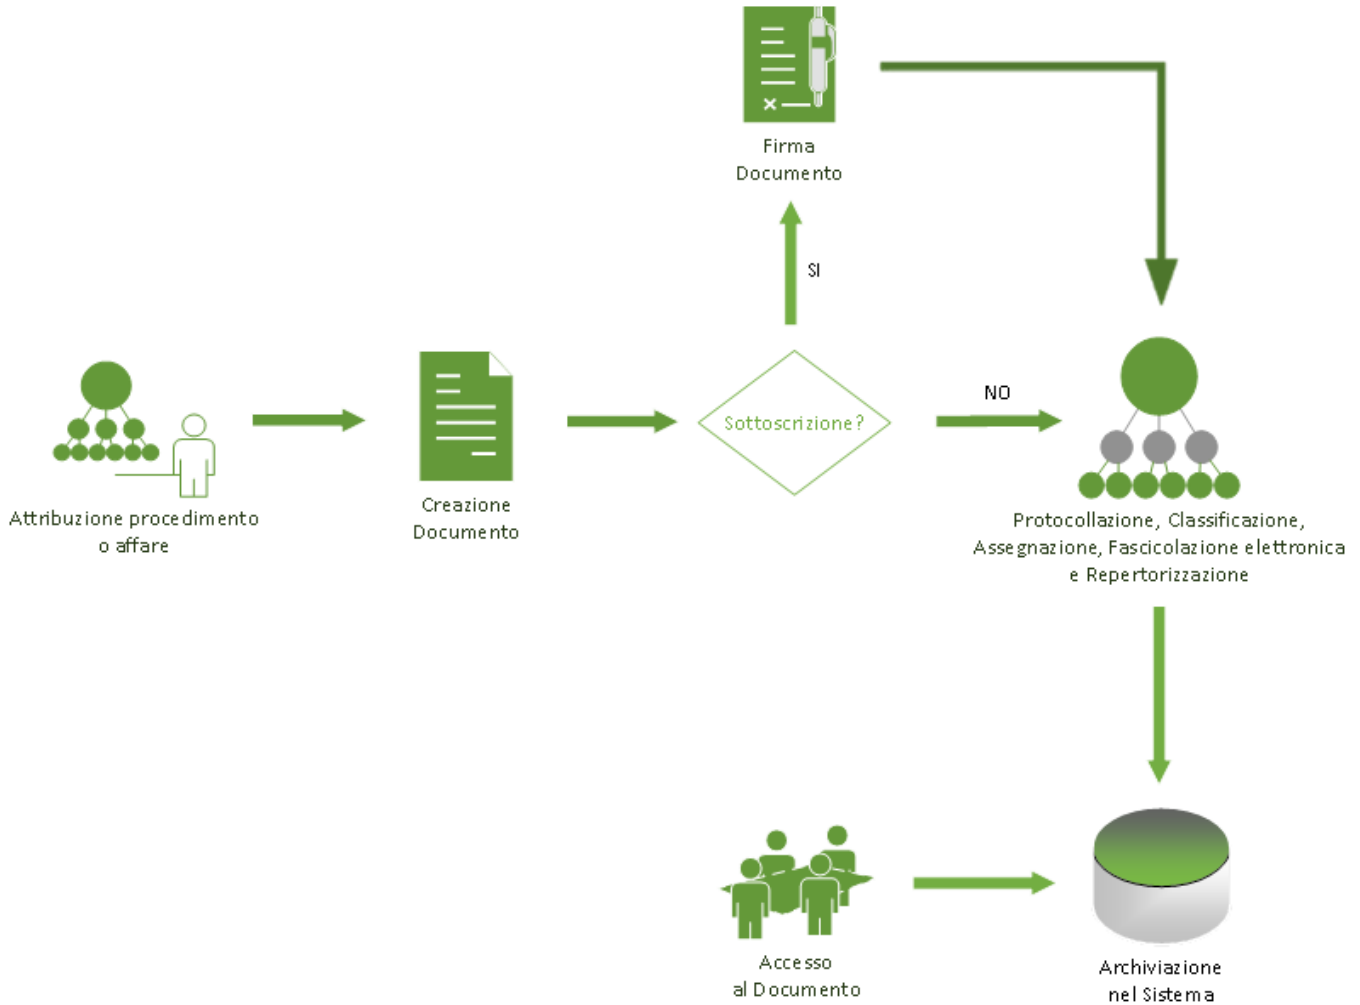 Firma
Documento
SI
Attribuzione procedimento
o affare
Creazione
Documento
Sottoscrizione?
NO
Protocollazione, Classificazione,
Assegnazione, Fascicolazione elettronica
e Repertorizzazione
Accesso
al Documento
Archiviazione
nel Sistema